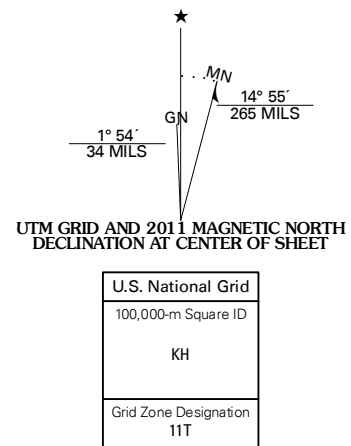 MN
14° 55´
265 MILS
GN
1° 54´
34 MILS
UTM GRID AND 2011 MAGNETIC NORTH
DECLINATION AT CENTER OF SHEET
U.S. National Grid
100,000-m Square ID
KH
Grid Zone Designation
11T